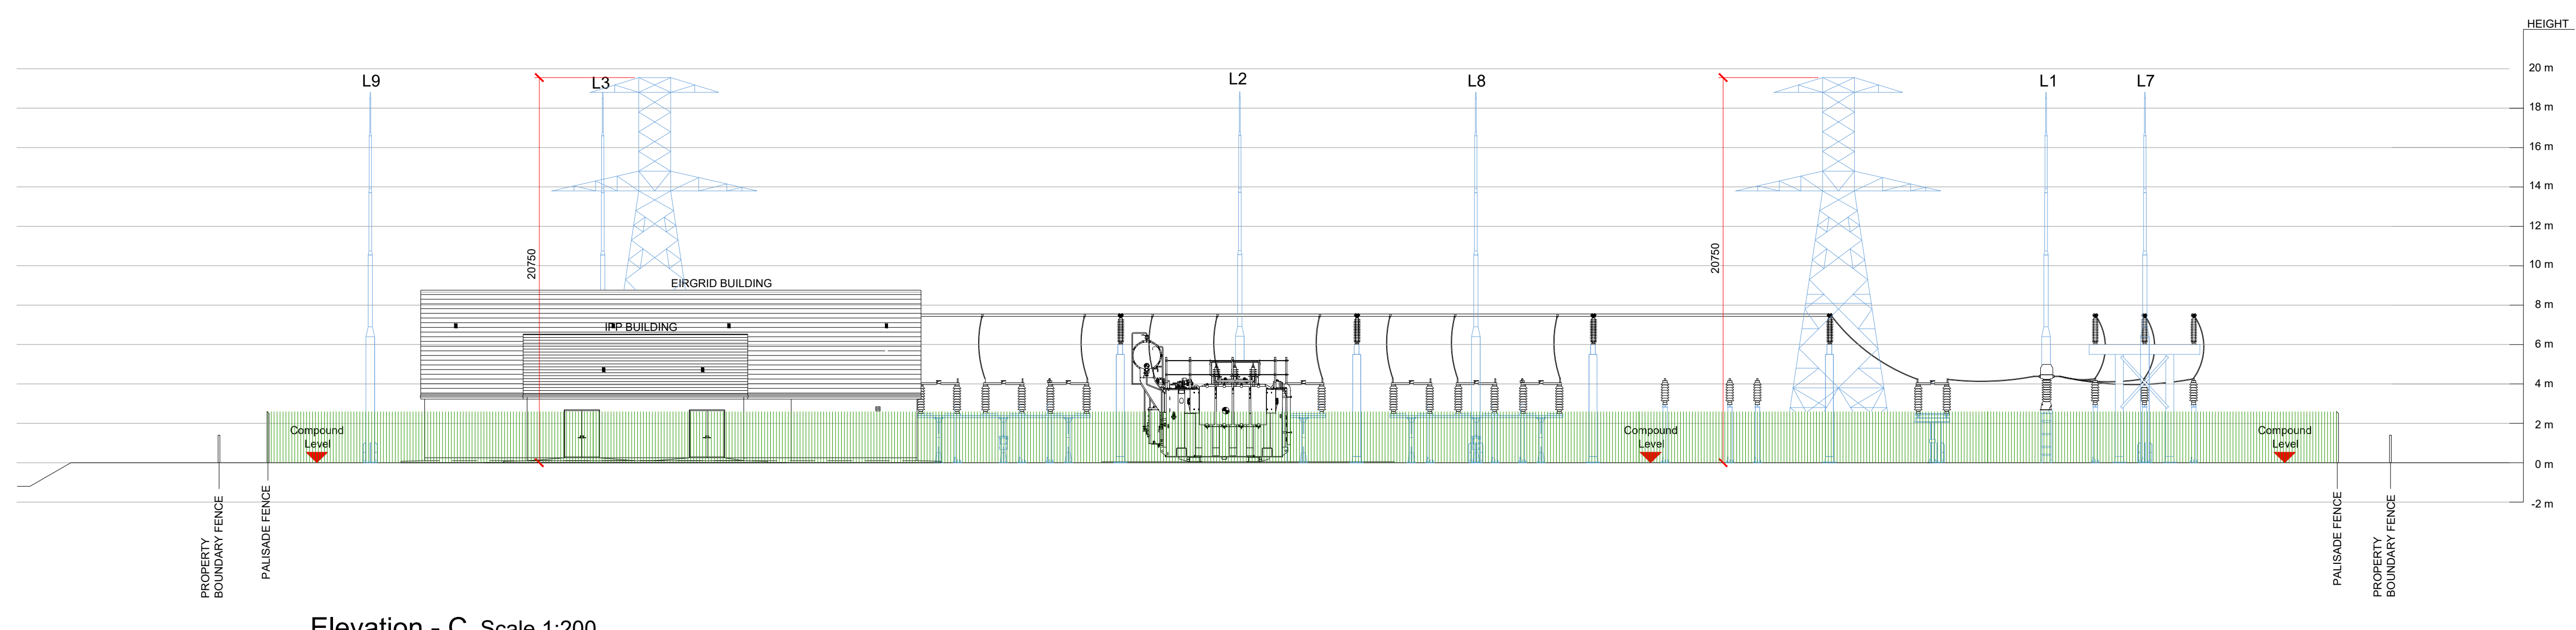 HEIGHT
L9
L3
L2
L8
L1
L7
20 m
18 m
16 m
14 m
12 m
10 m
8 m
6 m
4 m
2 m
0 m
-2 m
20750
20750
EIRGRID BUILDING
IPP BUILDING
Compound
Level
Compound
Level
Compound
Level
PROPERTY
BOUNDARY FENCE
PALISADE FENCE
PALISADE FENCE
PROPERTY
BOUNDARY FENCE
Elevation - C Scale 1:200